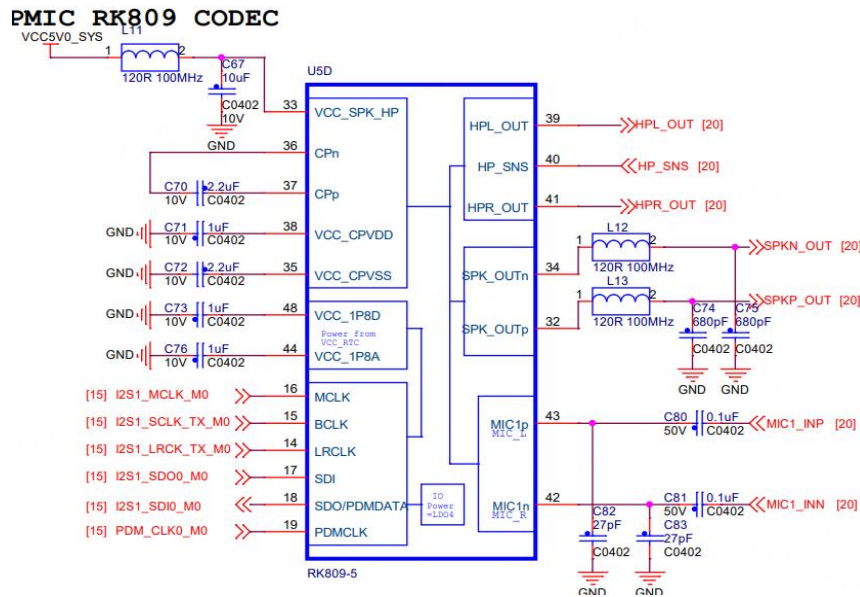 PMIC RK809 CODEC
VCC5V0_SYS
L11
1
2
120R 100MHz
C67
10uF
C0402
10V
GND
U5D
33
VCC_SPK_HP
36
CPn
C70
2.2uF
10V
C0402
37
CPp
GND
C71
1uF
10V
C0402
38
VCC_CPVDD
GND
C72
2.2uF
10V
C0402
35
VCC_CPVSS
GND
C73
1uF
10V
C0402
48
VCC_1P8D
Power from
VCC_RTC
GND
C76
1uF
10V
C0402
44
VCC_1P8A
[15] I2S1_MCLK_M0
16
MCLK
[15] I2S1_SCLK_TX_M0
15
BCLK
[15] I2S1_LRCK_TX_M0
14
LRCLK
[15] I2S1_SDO0_M0
17
SDI
[15] I2S1_SDI0_M0
18
SDO/PDMDATA
[15] PDM_CLK0_M0
19
PDMCLK
IO
Power
=LDO4
RK809-5
HPL_OUT
39
HPL_OUT [20]
HP_SNS
40
HP_SNS [20]
HPR_OUT
41
HPR_OUT [20]
SPK_OUTn
34
1
L12
2
120R 100MHz
SPKN_OUT [20]
SPK_OUTp
32
1
L13
2
120R 100MHz
SPKP_OUT [20]
C74
680pF
C0402
GND
C75
680pF
C0402
GND
MIC1p
MIC_L
43
C80
0.1uF
50V
C0402
MIC1_INP [20]
MIC1n
MIC_R
42
C81
0.1uF
50V
C0402
MIC1_INN [20]
C82
27pF
C0402
GND
C83
27pF
C0402
GND